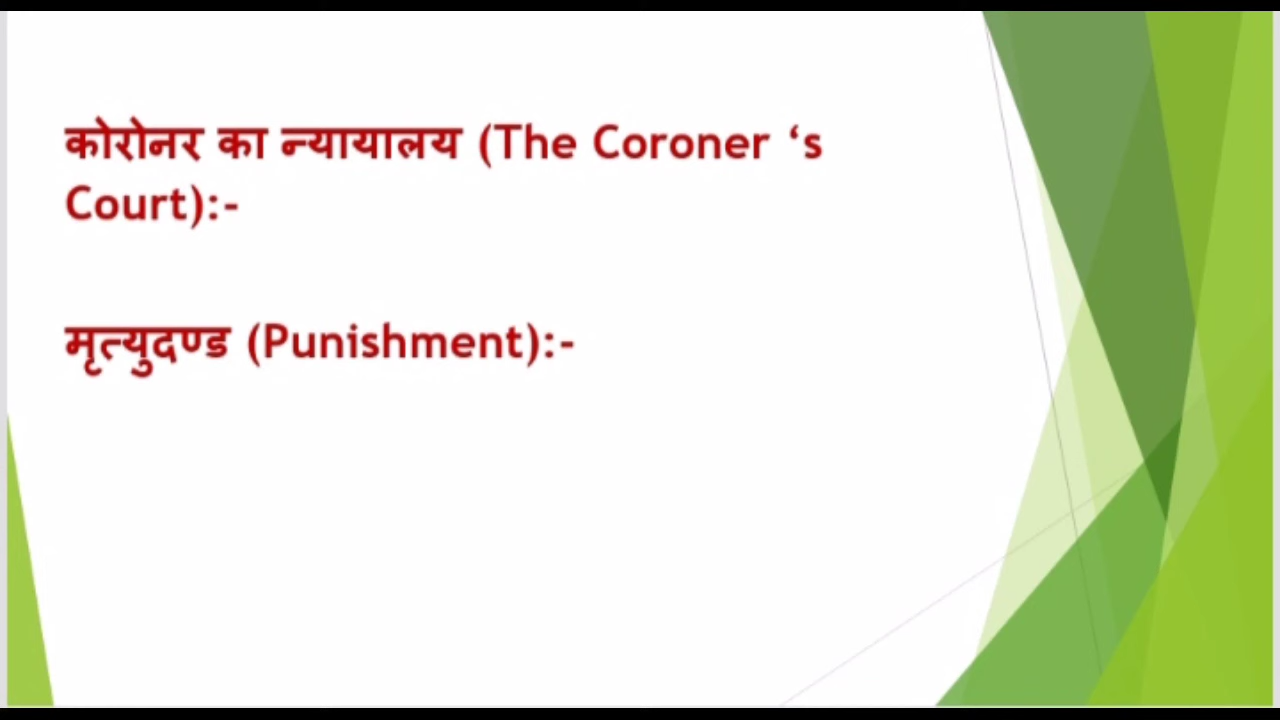 कोरोनर का न्यायालय (The Coroner ‘s
Court):-
मृत्युदण्ड (Punishment):-